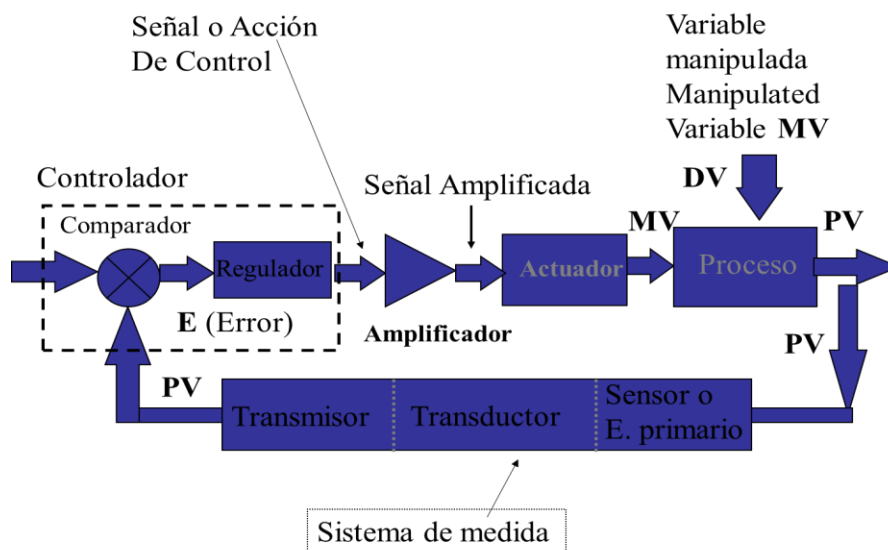 Señal o Acción
De Control
Variable
manipulada
Manipulated
Variable MV
Controlador
Señal Amplificada
DV
MV
PV
Comparador
Regulador
Actuador
Proceso
E (Error)
Amplificador
PV
PV
Transmisor
Transductor
Sensor o
E. primario
Sistema de medida